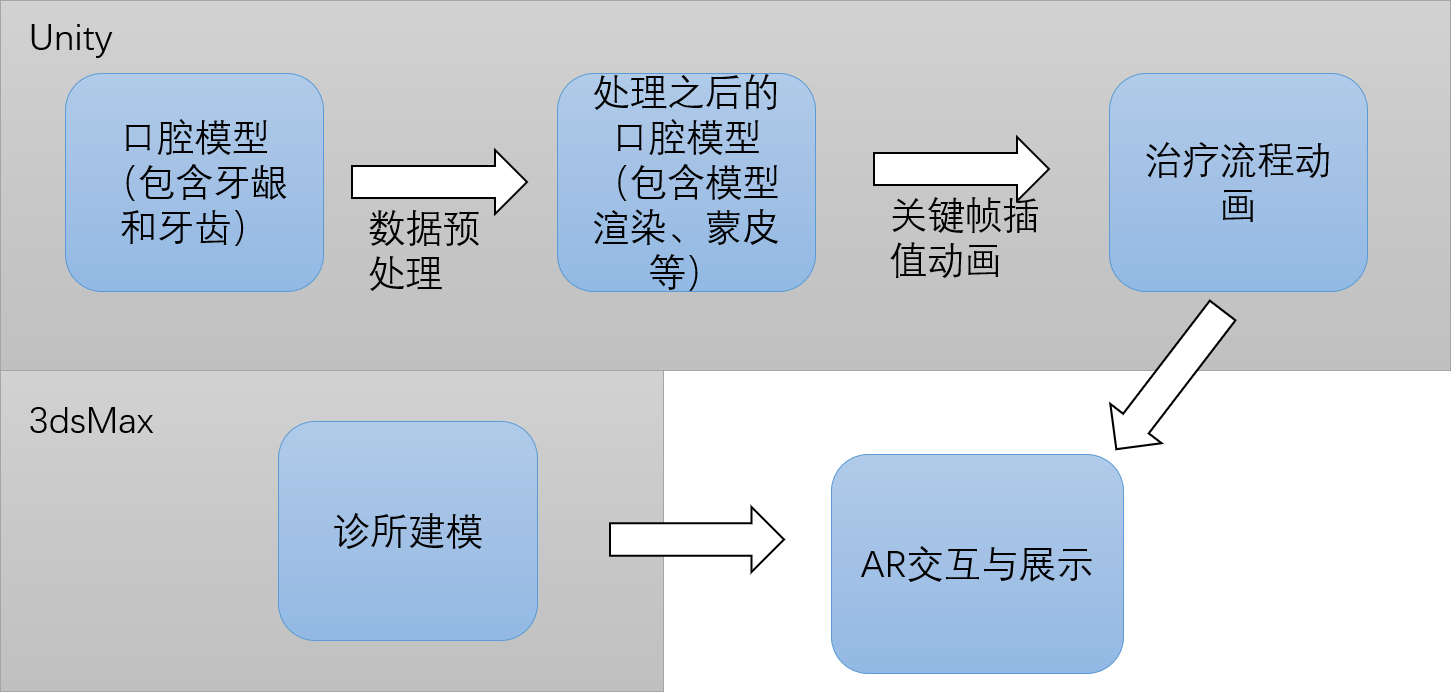 Unity
口腔模型
（包含牙龈
和牙齿）
数据预
处理
处理之后的
口腔模型
（包含模型
渲染、蒙皮
等）
关键帧插
值动画
治疗流程动
画
3dsMax
诊所建模
AR交互与展示